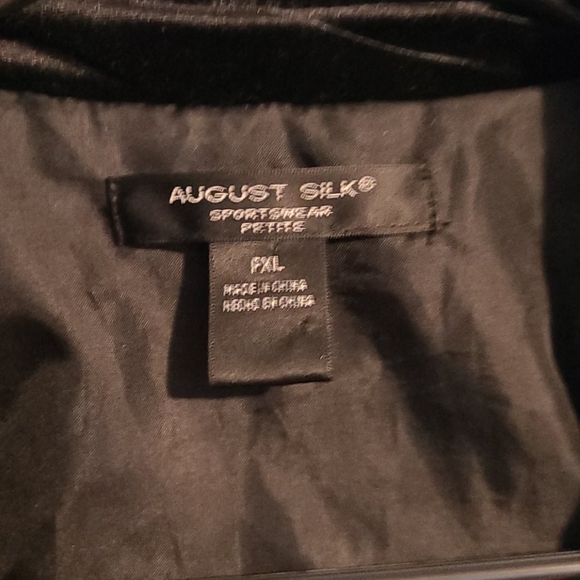 AUGUST SILK®
SPORTSWEAR
PETITE
PXL
MADE IN CHINA
HECHO EN CHINA